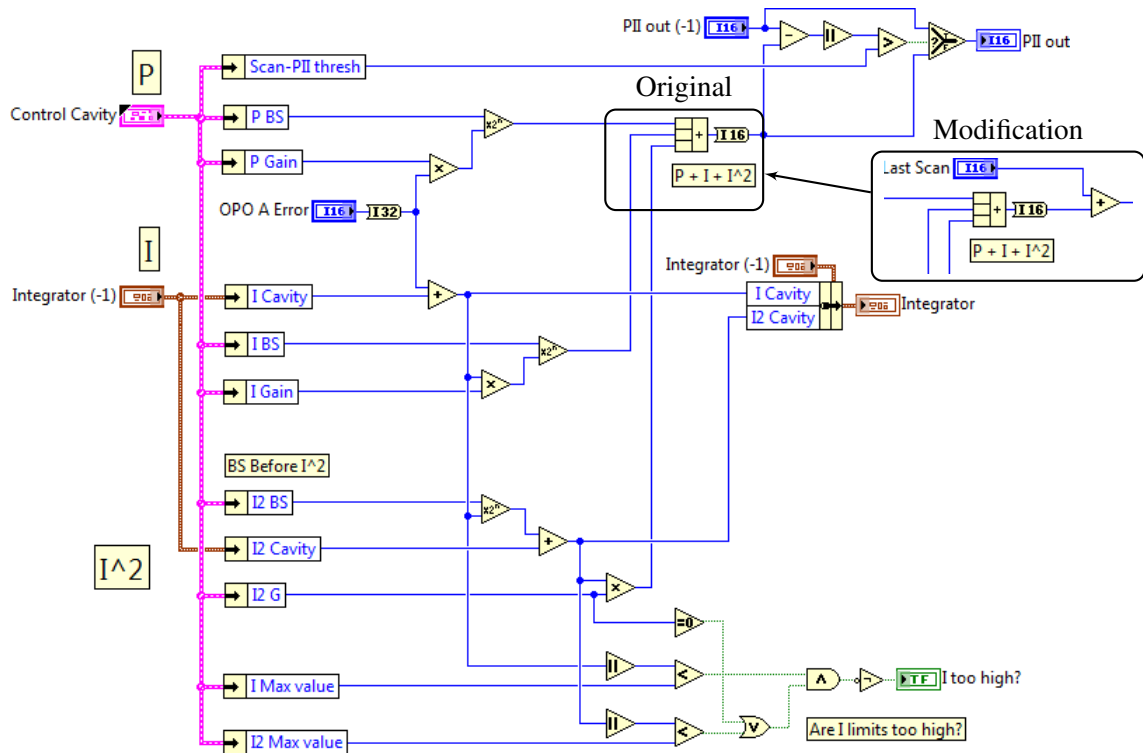 PII out (-1)
I16
-
||
>
?
T
F
I16
PII out
P
Scan-PII thresh
Original
Control Cavity
P BS
×2ⁿ
+
I16
Modification
P Gain
×
P + I + I^2
Last Scan
I16
+
I16
+
OPO A Error
I16
I32
P + I + I^2
I
Integrator (-1)
Integrator (-1)
I Cavity
+
I Cavity
Integrator
I2 Cavity
I BS
×2ⁿ
I Gain
×
BS Before I^2
I2 BS
×2ⁿ
I2 Cavity
+
I^2
I2 G
×
=0
||
<
I Max value
∧
¬
TF
I too high?
||
<
∨
Are I limits too high?
I2 Max value